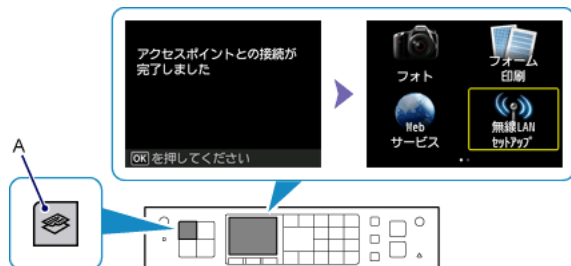 アクセスポイントとの接続が
完了しました
OKを押してください
フォト
フォーム
印刷
Web
サービス
無線LAN
セットアップ
A